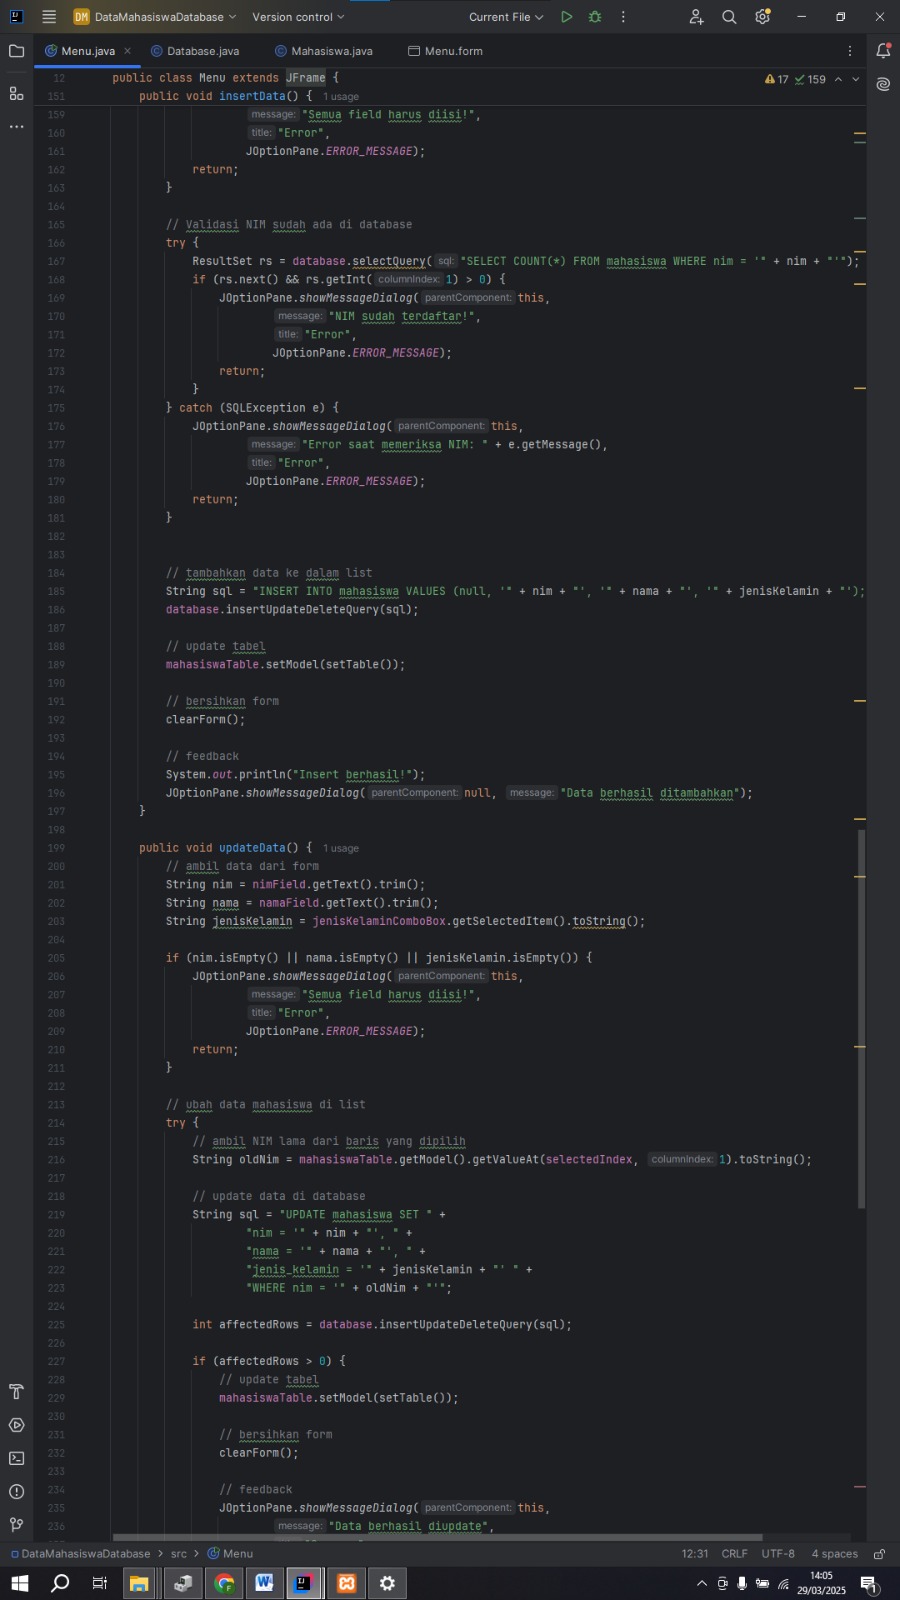 DM DataMahasiswaDatabase Version control Current File
Menu.java Database.java Mahasiswa.java Menu.form
12 public class Menu extends JFrame { 17 159
151 public void insertData() { 1 usage
159 message: "Semua field harus diisi!",
160 title: "Error",
161 JOptionPane.ERROR_MESSAGE);
162 return;
163 }
164
165 // Validasi NIM sudah ada di database
166 try {
167 ResultSet rs = database.selectQuery( sql: "SELECT COUNT(*) FROM mahasiswa WHERE nim = '" + nim + "'");
168 if (rs.next() && rs.getInt( columnIndex: 1) > 0) {
169 JOptionPane.showMessageDialog( parentComponent: this,
170 message: "NIM sudah terdaftar!",
171 title: "Error",
172 JOptionPane.ERROR_MESSAGE);
173 return;
174 }
175 } catch (SQLException e) {
176 JOptionPane.showMessageDialog( parentComponent: this,
177 message: "Error saat memeriksa NIM: " + e.getMessage(),
178 title: "Error",
179 JOptionPane.ERROR_MESSAGE);
180 return;
181 }
182
183
184 // tambahkan data ke dalam list
185 String sql = "INSERT INTO mahasiswa VALUES (null, '" + nim + "', '" + nama + "', '" + jenisKelamin + "');
186 database.insertUpdateDeleteQuery(sql);
187
188 // update tabel
189 mahasiswaTable.setModel(setTable());
190
191 // bersihkan form
192 clearForm();
193
194 // feedback
195 System.out.println("Insert berhasil!");
196 JOptionPane.showMessageDialog( parentComponent: null, message: "Data berhasil ditambahkan");
197 }
198
199 public void updateData() { 1 usage
200 // ambil data dari form
201 String nim = nimField.getText().trim();
202 String nama = namaField.getText().trim();
203 String jenisKelamin = jenisKelaminComboBox.getSelectedItem().toString();
204
205 if (nim.isEmpty() || nama.isEmpty() || jenisKelamin.isEmpty()) {
206 JOptionPane.showMessageDialog( parentComponent: this,
207 message: "Semua field harus diisi!",
208 title: "Error",
209 JOptionPane.ERROR_MESSAGE);
210 return;
211 }
212
213 // ubah data mahasiswa di list
214 try {
215 // ambil NIM lama dari baris yang dipilih
216 String oldNim = mahasiswaTable.getModel().getValueAt(selectedIndex, columnIndex: 1).toString();
217
218 // update data di database
219 String sql = "UPDATE mahasiswa SET " +
220 "nim = '" + nim + "', " +
221 "nama = '" + nama + "', " +
222 "jenis_kelamin = '" + jenisKelamin + "' " +
223 "WHERE nim = '" + oldNim + "'";
224
225 int affectedRows = database.insertUpdateDeleteQuery(sql);
226
227 if (affectedRows > 0) {
228 // update tabel
229 mahasiswaTable.setModel(setTable());
230
231 // bersihkan form
232 clearForm();
233
234 // feedback
235 JOptionPane.showMessageDialog( parentComponent: this,
236 message: "Data berhasil diupdate",
DataMahasiswaDatabase > src > Menu 12:31 CRLF UTF-8 4 spaces
14:05
29/03/2025
1